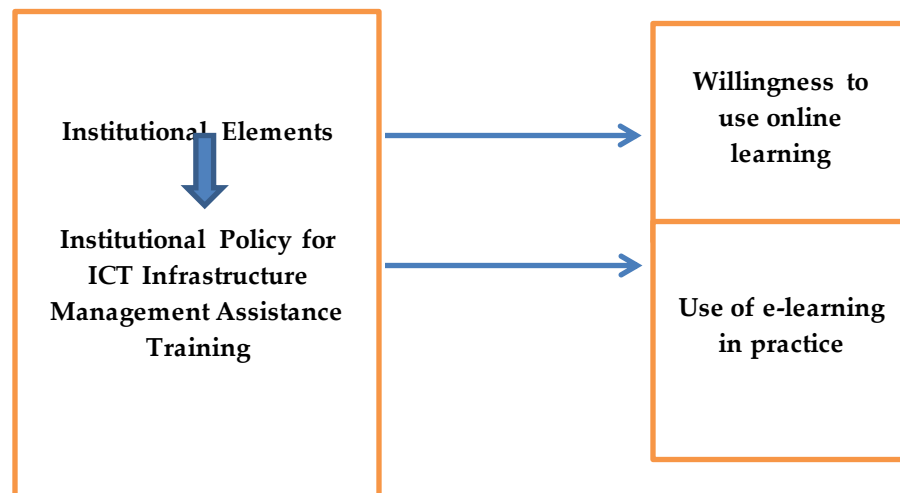 Institutional Elements
Institutional Policy for
ICT Infrastructure
Management Assistance
Training
Willingness to
use online
learning
Use of e-learning
in practice